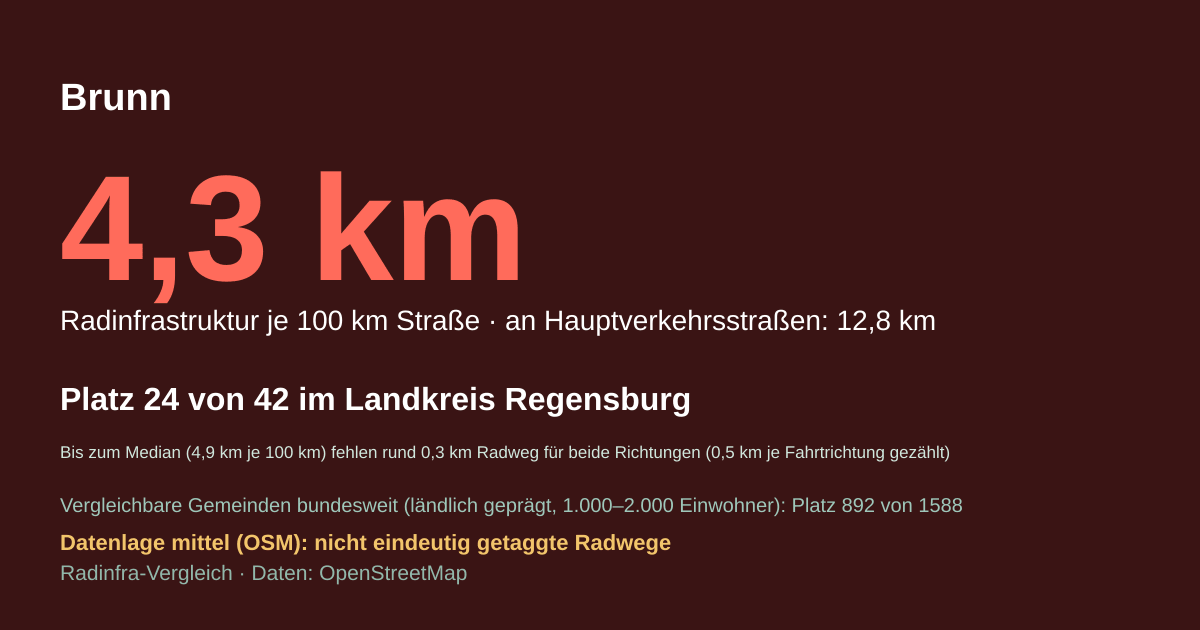 Brunn
4,3 km
Radinfrastruktur je 100 km Straße · an Hauptverkehrsstraßen: 12,8 km
Platz 24 von 42 im Landkreis Regensburg
Bis zum Median (4,9 km je 100 km) fehlen rund 0,3 km Radweg für beide Richtungen (0,5 km je Fahrtrichtung gezählt)
Vergleichbare Gemeinden bundesweit (ländlich geprägt, 1.000–2.000 Einwohner): Platz 892 von 1588
Datenlage mittel (OSM): nicht eindeutig getaggte Radwege
Radinfra-Vergleich · Daten: OpenStreetMap